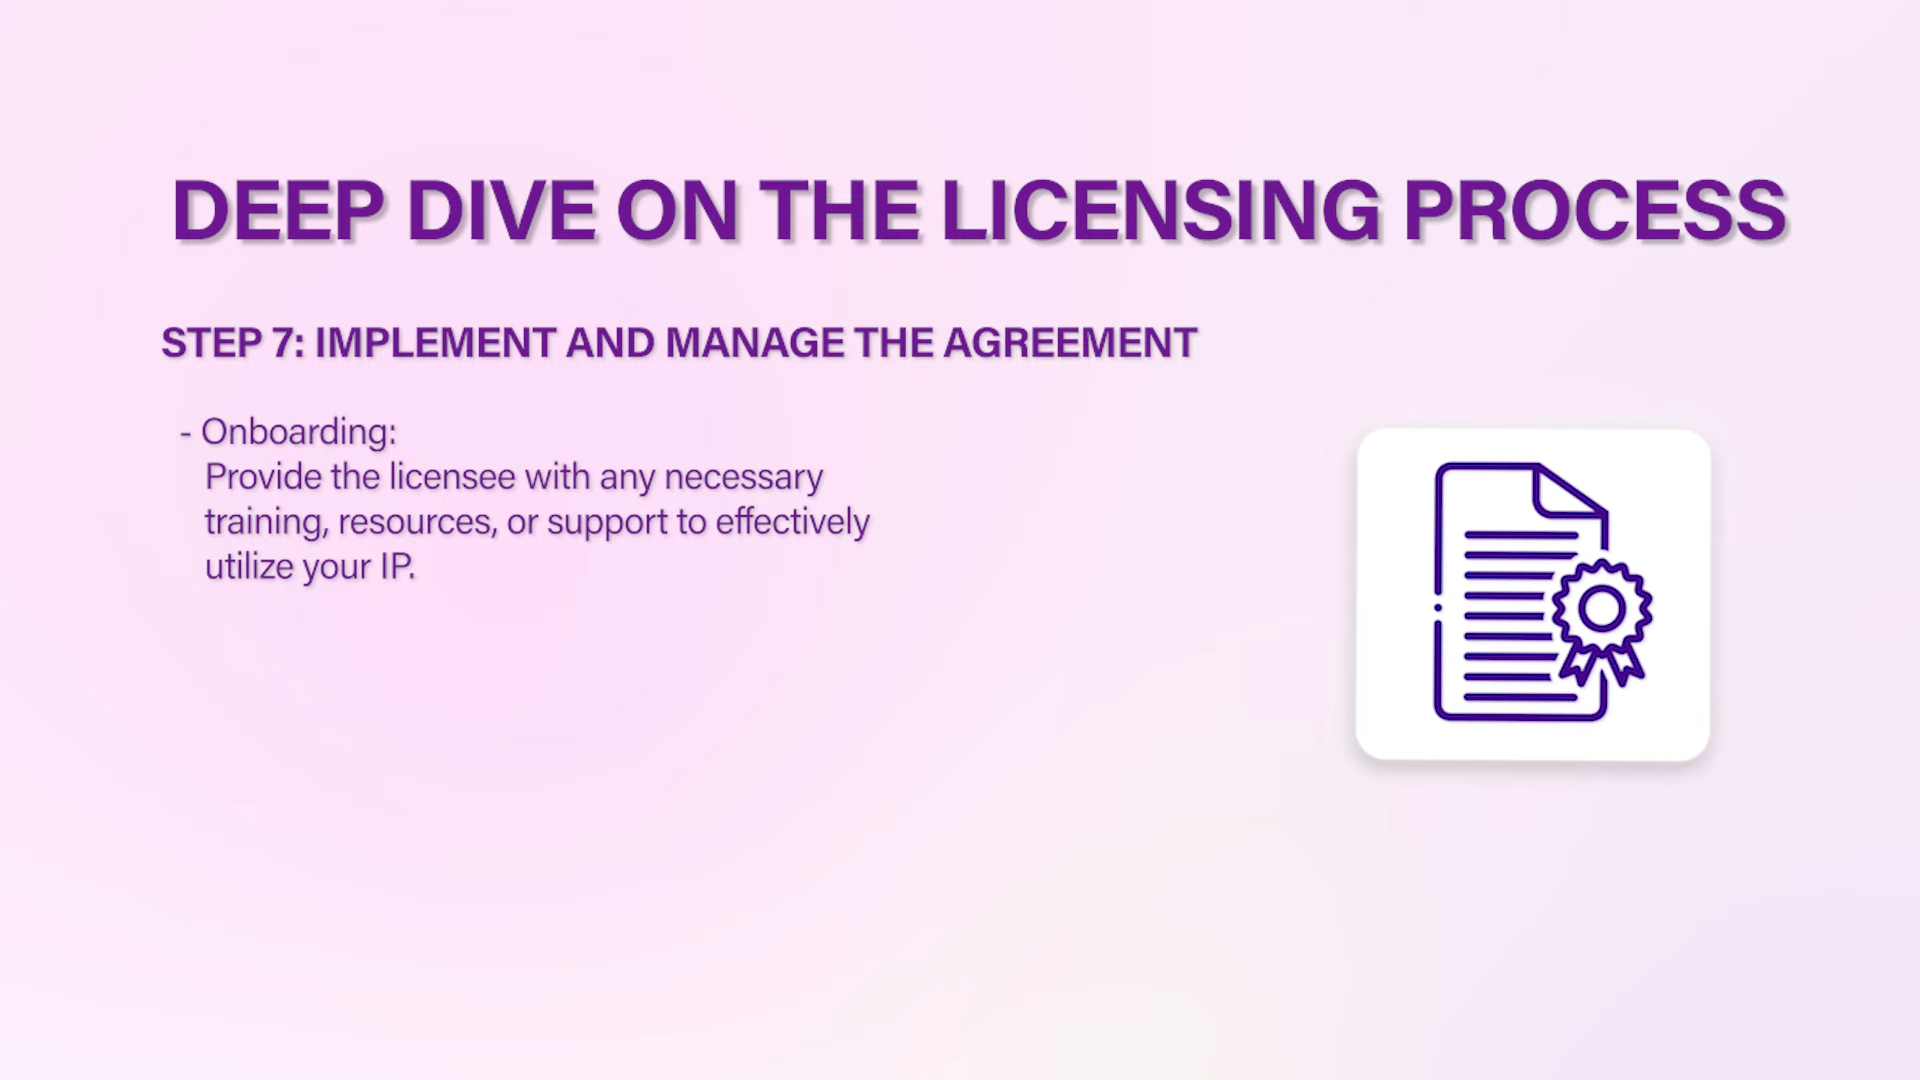 DEEP DIVE ON THE LICENSING PROCESS
STEP 7: IMPLEMENT AND MANAGE THE AGREEMENT
- Onboarding:
Provide the licensee with any necessary
training, resources, or support to effectively
utilize your IP.